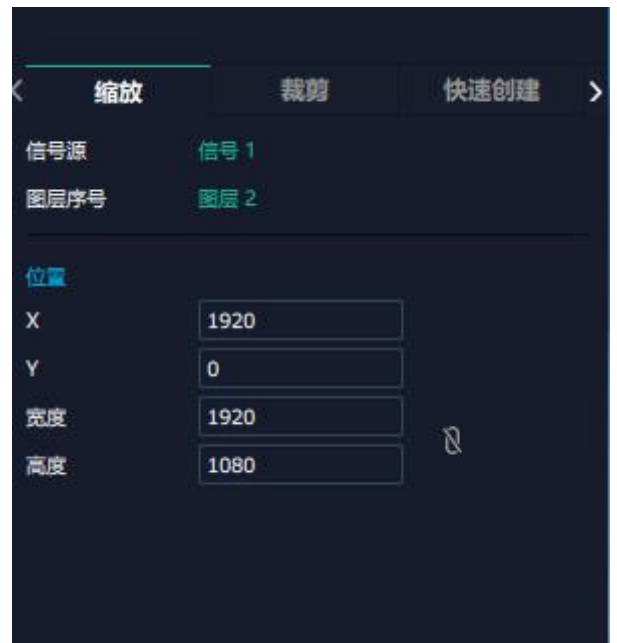 缩放 裁剪 快速创建
信号源 信号 1
图层序号 图层 2
位置
X 1920
Y 0
宽度 1920
高度 1080